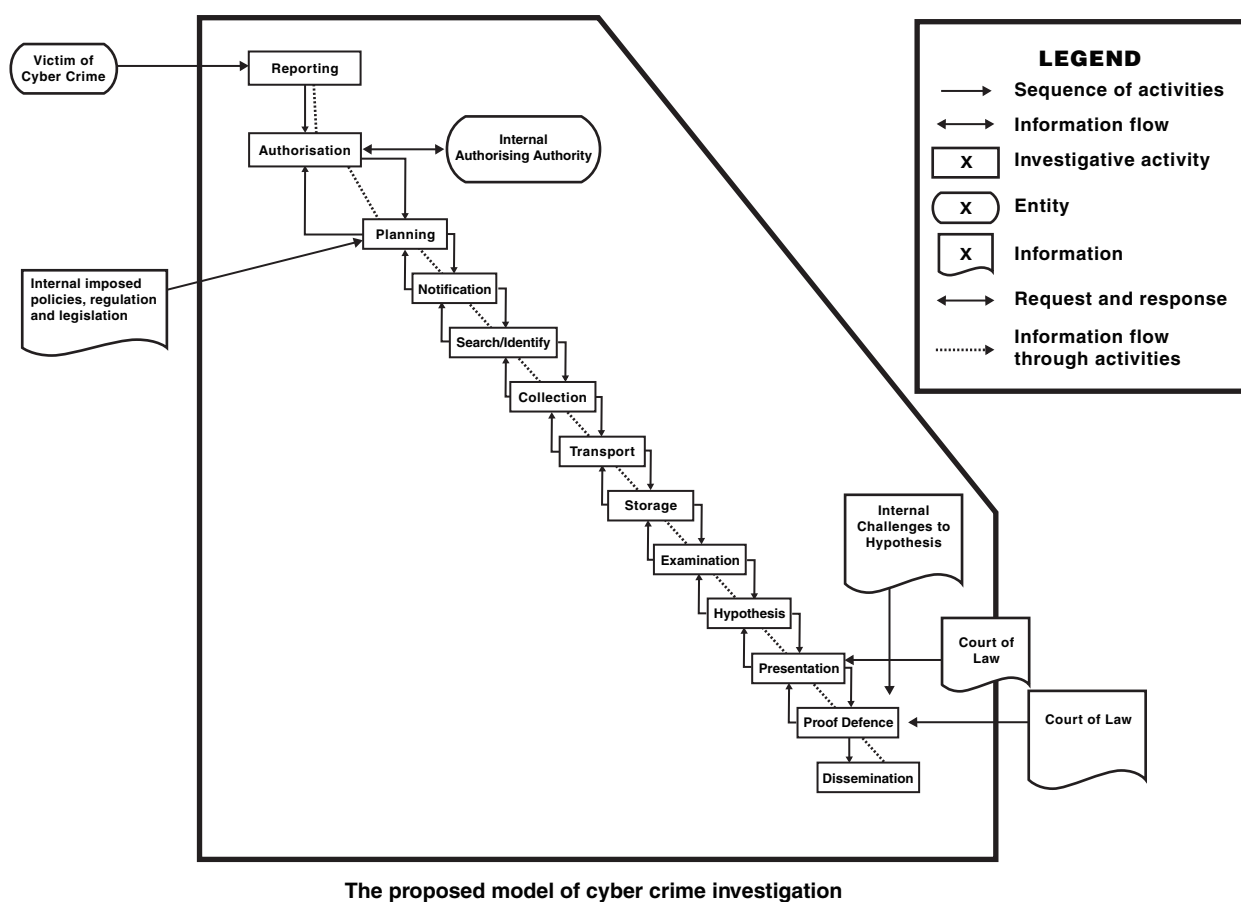 Victim of
Cyber Crime
Reporting
Authorisation
Internal
Authorising Authority
Planning
Internal imposed
policies, regulation
and legislation
Notification
Search/Identify
Collection
Transport
Storage
Examination
Hypothesis
Presentation
Proof Defence
Dissemination
Internal
Challenges to
Hypothesis
Court of
Law
Court of Law
LEGEND
Sequence of activities
Information flow
X
Investigative activity
X
Entity
X
Information
Request and response
Information flow
through activities
The proposed model of cyber crime investigation